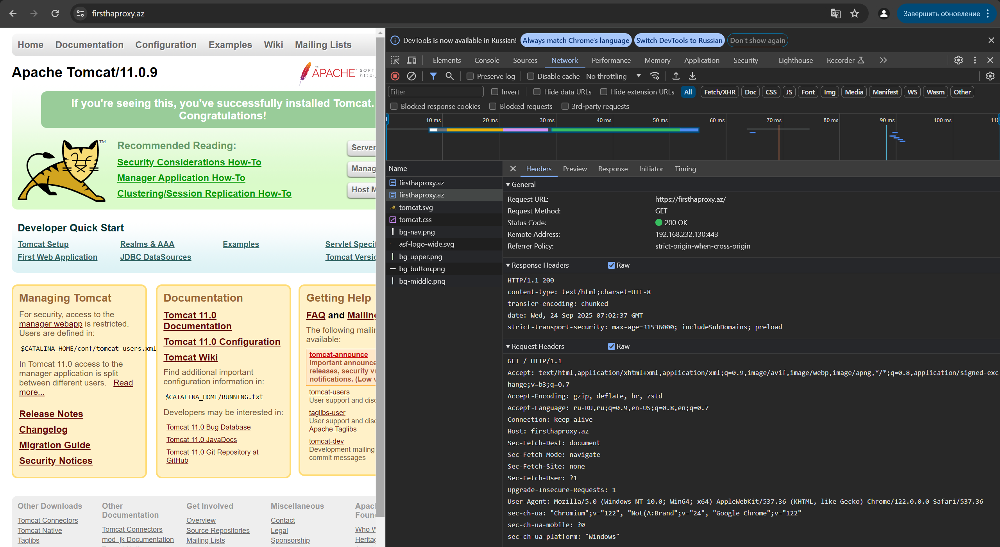 firsthaproxy.az
Завершить обновление
Home Documentation Configuration Examples Wiki Mailing Lists
Apache Tomcat/11.0.9
THE APACHE SOFT
http:
If you're seeing this, you've successfully installed Tomcat.
Congratulations!
TM
Recommended Reading:
Security Considerations How-To
Manager Application How-To
Clustering/Session Replication How-To
Server
Manag
Host M
Developer Quick Start
Tomcat Setup
First Web Application
Realms & AAA
JDBC DataSources
Examples
Servlet Specif
Tomcat Versio
Managing Tomcat
For security, access to the
manager webapp is restricted.
Users are defined in:
$CATALINA_HOME/conf/tomcat-users.xml
In Tomcat 11.0 access to the
manager application is split
between different users. Read
more...
Release Notes
Changelog
Migration Guide
Security Notices
Documentation
Tomcat 11.0
Documentation
Tomcat 11.0 Configuration
Tomcat Wiki
Find additional important
configuration information in:
$CATALINA_HOME/RUNNING.txt
Developers may be interested in:
Tomcat 11.0 Bug Database
Tomcat 11.0 JavaDocs
Tomcat 11.0 Git Repository at
GitHub
Getting Help
FAQ and Mailing
The following mailin
available:
tomcat-announce
Important announce
releases, security vu
notifications. (Low v
tomcat-users
User support and disc
taglibs-user
User support and disc
Apache Taglibs
tomcat-dev
Development mailing
commit messages
Other Downloads
Tomcat Connectors
Tomcat Native
Taglibs
Other
Documentation
Tomcat Connectors
mod_jk Documentation
Get Involved
Overview
Source Repositories
Mailing Lists
Miscellaneous
Contact
Legal
Sponsorship
Apac
Foun
Who W
Heritag
DevTools is now available in Russian! Always match Chrome's language Switch DevTools to Russian Don't show again
Elements Console Sources Network Performance Memory Application Security Lighthouse Recorder
Preserve log Disable cache No throttling
Filter Invert Hide data URLs Hide extension URLs All Fetch/XHR Doc CSS JS Font Img Media Manifest WS Wasm Other
Blocked response cookies Blocked requests 3rd-party requests
10 ms 20 ms 30 ms 40 ms 50 ms 60 ms 70 ms 80 ms 90 ms 100 ms 110
Name
firsthaproxy.az
firsthaproxy.az
tomcat.svg
tomcat.css
bg-nav.png
asf-logo-wide.svg
bg-upper.png
bg-button.png
bg-middle.png
Headers Preview Response Initiator Timing
General
Request URL: https://firsthaproxy.az/
Request Method: GET
Status Code: 200 OK
Remote Address: 192.168.232.130:443
Referrer Policy: strict-origin-when-cross-origin
Response Headers Raw
HTTP/1.1 200
content-type: text/html;charset=UTF-8
transfer-encoding: chunked
date: Wed, 24 Sep 2025 07:02:37 GMT
strict-transport-security: max-age=31536000; includeSubDomains; preload
Request Headers Raw
GET / HTTP/1.1
Accept: text/html,application/xhtml+xml,application/xml;q=0.9,image/avif,image/webp,image/apng,*/*;q=0.8,application/signed-exc
hange;v=b3;q=0.7
Accept-Encoding: gzip, deflate, br, zstd
Accept-Language: ru-RU,ru;q=0.9,en-US;q=0.8,en;q=0.7
Connection: keep-alive
Host: firsthaproxy.az
Sec-Fetch-Dest: document
Sec-Fetch-Mode: navigate
Sec-Fetch-Site: none
Sec-Fetch-User: ?1
Upgrade-Insecure-Requests: 1
User-Agent: Mozilla/5.0 (Windows NT 10.0; Win64; x64) AppleWebKit/537.36 (KHTML, like Gecko) Chrome/122.0.0.0 Safari/537.36
sec-ch-ua: "Chromium";v="122", "Not(A:Brand";v="24", "Google Chrome";v="122"
sec-ch-ua-mobile: ?0
sec-ch-ua-platform: "Windows"